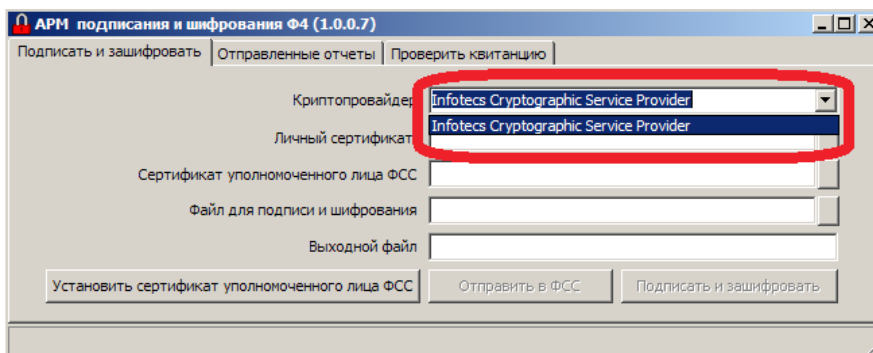 АРМ подписания и шифрования Ф4 (1.0.0.7)
Подписать и зашифровать Отправленные отчеты Проверить квитанцию
Криптопровайдер Infotecs Cryptographic Service Provider
Infotecs Cryptographic Service Provider
Личный сертификат
Сертификат уполномоченного лица ФСС
Файл для подписи и шифрования
Выходной файл
Установить сертификат уполномоченного лица ФСС Отправить в ФСС Подписать и зашифровать